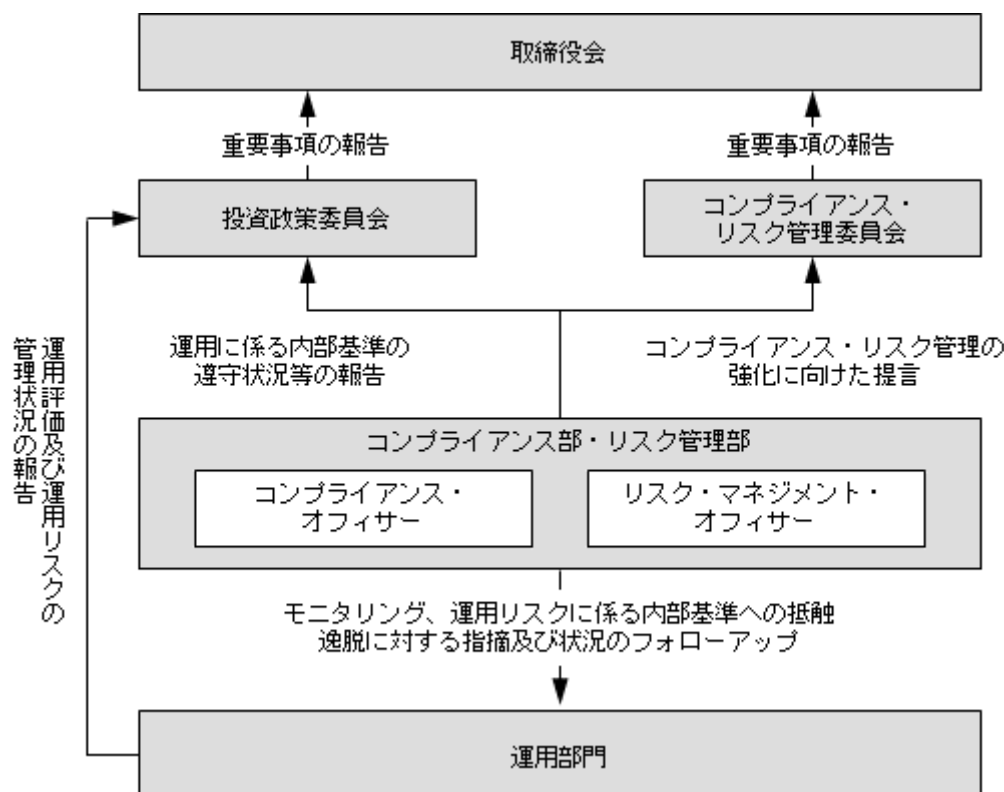 取締役会
重要事項の報告
重要事項の報告
投資政策委員会
コンプライアンス・
リスク管理委員会
運用に係る内部基準の
遵守状況等の報告
コンプライアンス・リスク管理の
強化に向けた提言
運用評価及び運用リスクの
管理状況の報告
コンプライアンス部・リスク管理部
コンプライアンス・
オフィサー
リスク・マネジメント・
オフィサー
モニタリング、運用リスクに係る内部基準への抵触
逸脱に対する指摘及び状況のフォローアップ
運用部門